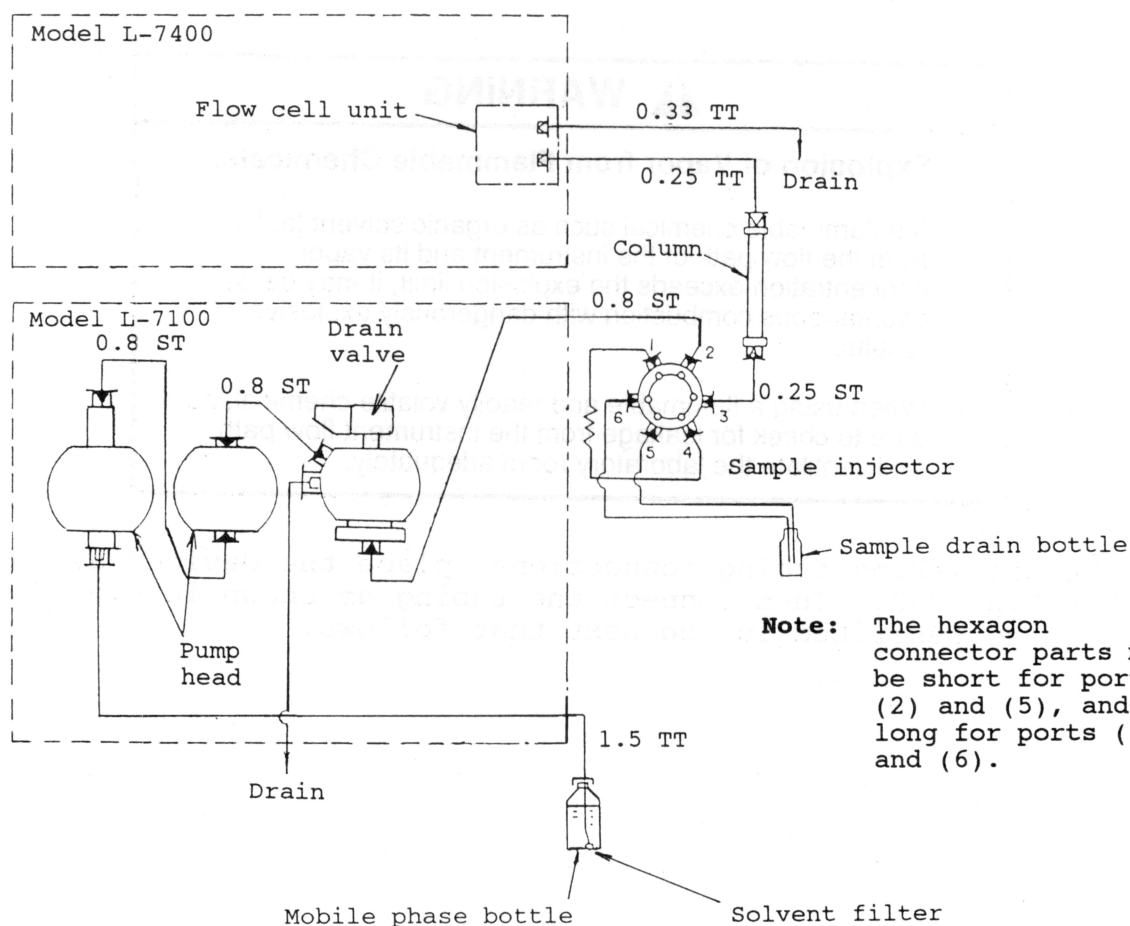 Model L-7400
Flow cell unit
0.33 TT
0.25 TT
Drain
Column
Model L-7100
0.8 ST
0.8 ST
Drain
valve
0.8 ST
1
2
3
4
5
6
0.25 ST
Sample injector
Sample drain bottle
Pump
head
Note: The hexagon
connector parts
be short for
(2) and (5), and
long for ports
and (6).
1.5 TT
Drain
Mobile phase bottle
Solvent filter